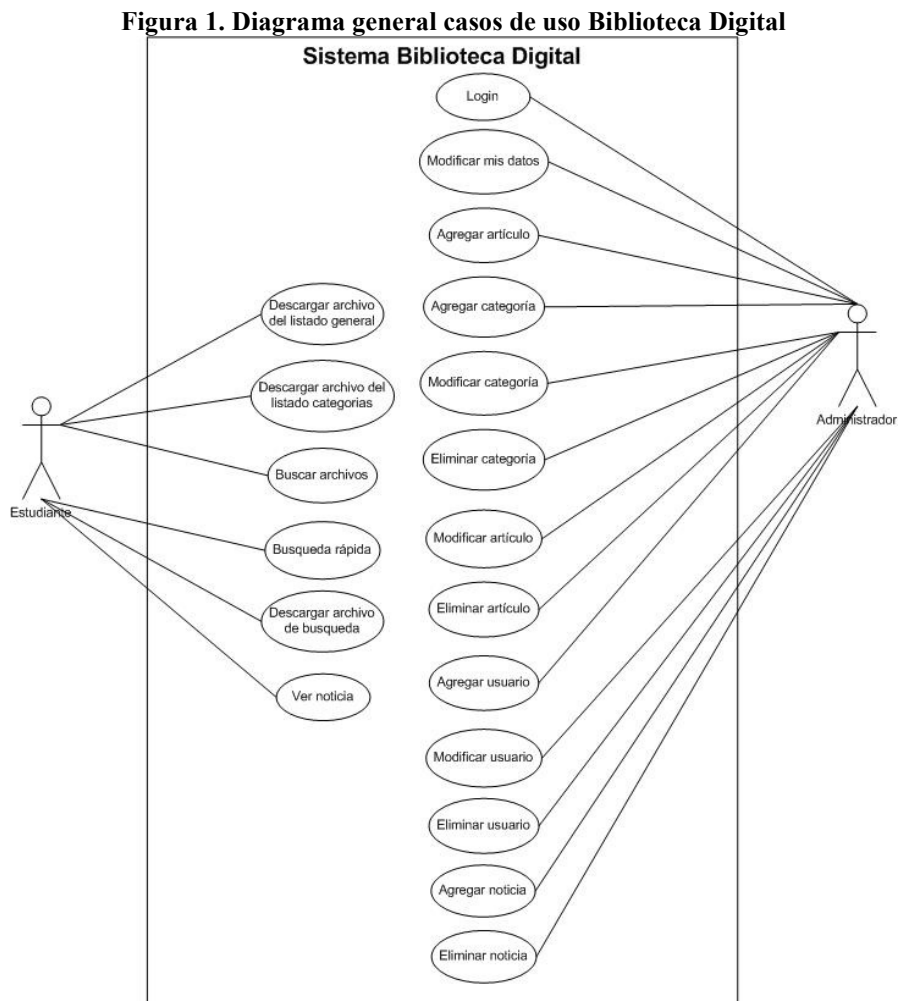 Figura 1. Diagrama general casos de uso Biblioteca Digital
Sistema Biblioteca Digital
Login
Modificar mis datos
Agregar artículo
Agregar categoría
Modificar categoría
Eliminar categoría
Modificar artículo
Eliminar artículo
Agregar usuario
Modificar usuario
Eliminar usuario
Agregar noticia
Eliminar noticia
Descargar archivo
del listado general
Descargar archivo del
listado categorias
Buscar archivos
Busqueda rápida
Descargar archivo
de busqueda
Ver noticia
Estudiante
Administrador